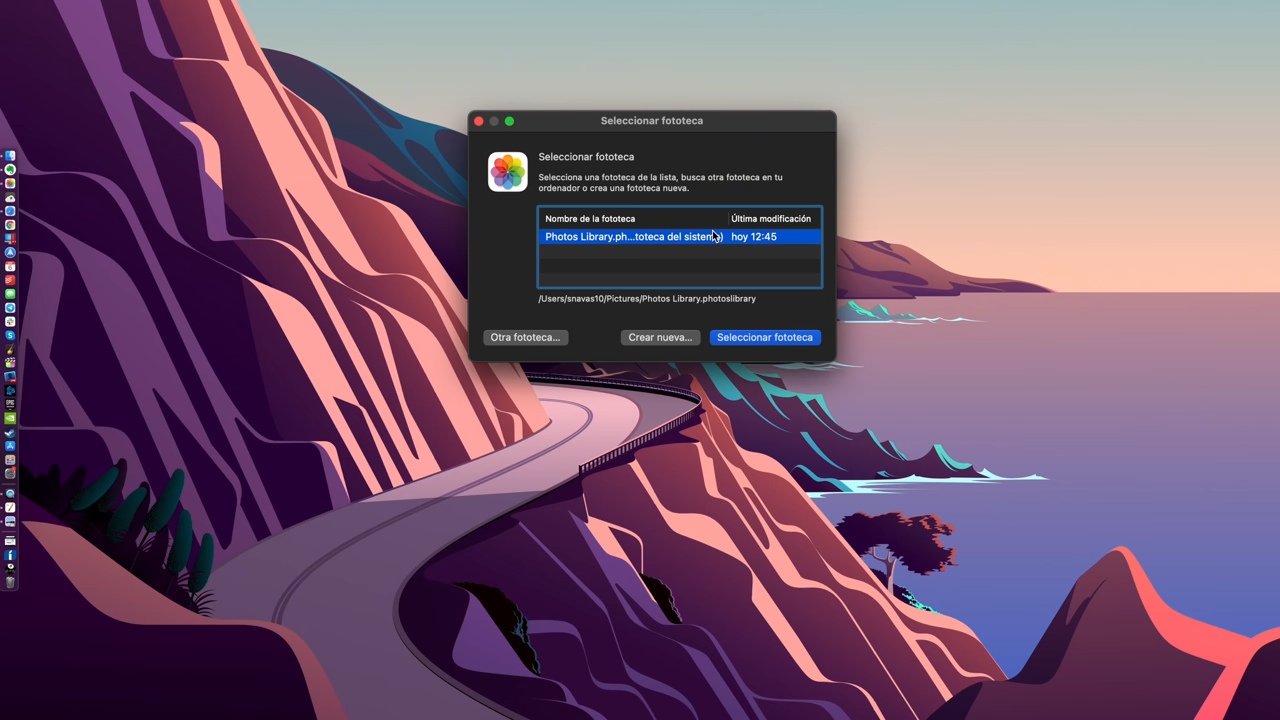 Seleccionar fototeca
Seleccionar fototeca
Selecciona una fototeca de la lista, busca otra fototeca en tu
ordenador o crea una fototeca nueva.
Nombre de la fototeca Última modificación
Photos Library.ph...toteca del sistema) hoy 12:45
/Users/snavas10/Pictures/Photos Library.photoslibrary
Otra fototeca... Crear nueva... Seleccionar fototeca